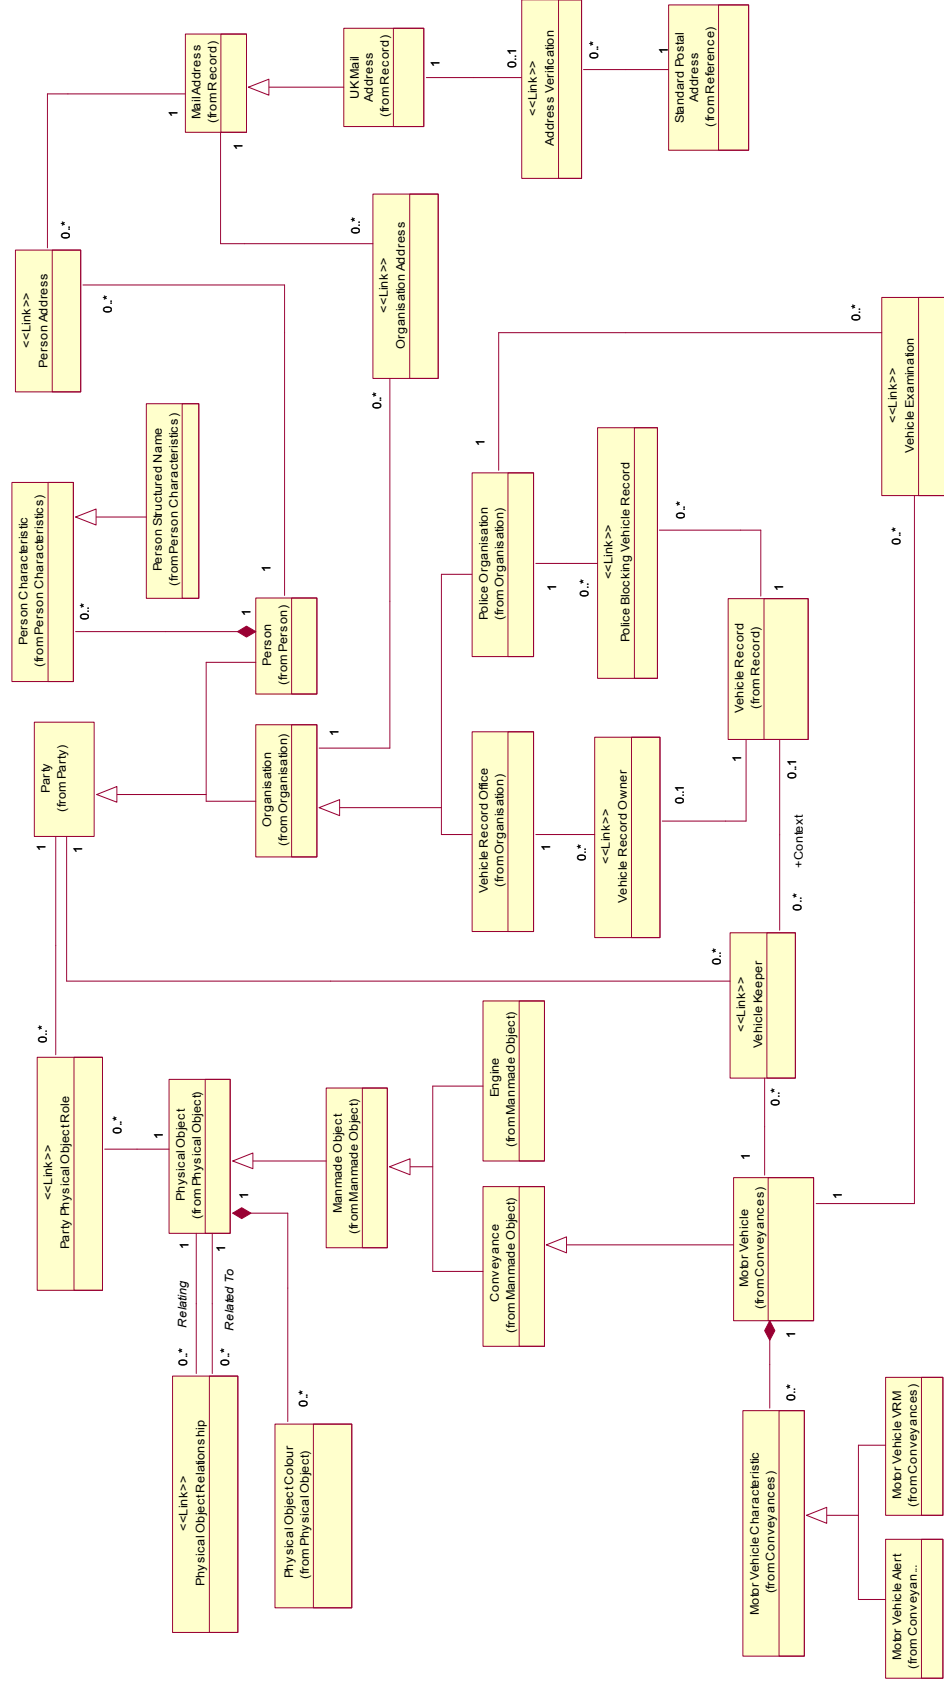 <<Link>>
Physical Object Relationship
0..*
Relating
1
0..*
Related To
1
Physical Object Colour
(from Physical Object)
0..*
1
<<Link>>
Party Physical Object Role
0..*
1
0..*
1
Physical Object
(from Physical Object)
Manmade Object
(from Manmade Object)
Conveyance
(from Manmade Object)
Engine
(from Manmade Object)
Party
(from Party)
1
0..*
Person Characteristic
(from Person Characteristics)
0..*
1
Person Structured Name
(from Person Characteristics)
Person
(from Person)
1
0..*
<<Link>>
Person Address
0..*
1
Mail Address
(from Record)
1
UK Mail
Address
(from Record)
1
0..1
<<Link>>
Address Verification
0..*
1
Standard Postal
Address
(from Reference)
Organisation
(from Organisation)
1
0..*
<<Link>>
Organisation Address
Vehicle Record Office
(from Organisation)
1
0..*
<<Link>>
Vehicle Record Owner
0..1
1
Police Organisation
(from Organisation)
1
0..*
<<Link>>
Police Blocking Vehicle Record
0..*
1
Vehicle Record
(from Record)
0..1
+Context
0..*
<<Link>>
Vehicle Keeper
0..*
1
Motor Vehicle
(from Conveyances)
1
0..*
Motor Vehicle Characteristic
(from Conveyances)
Motor Vehicle Alert
(from Conveyan...
Motor Vehicle VRM
(from Conveyances)
1
0..*
<<Link>>
Vehicle Examination
0..*
1